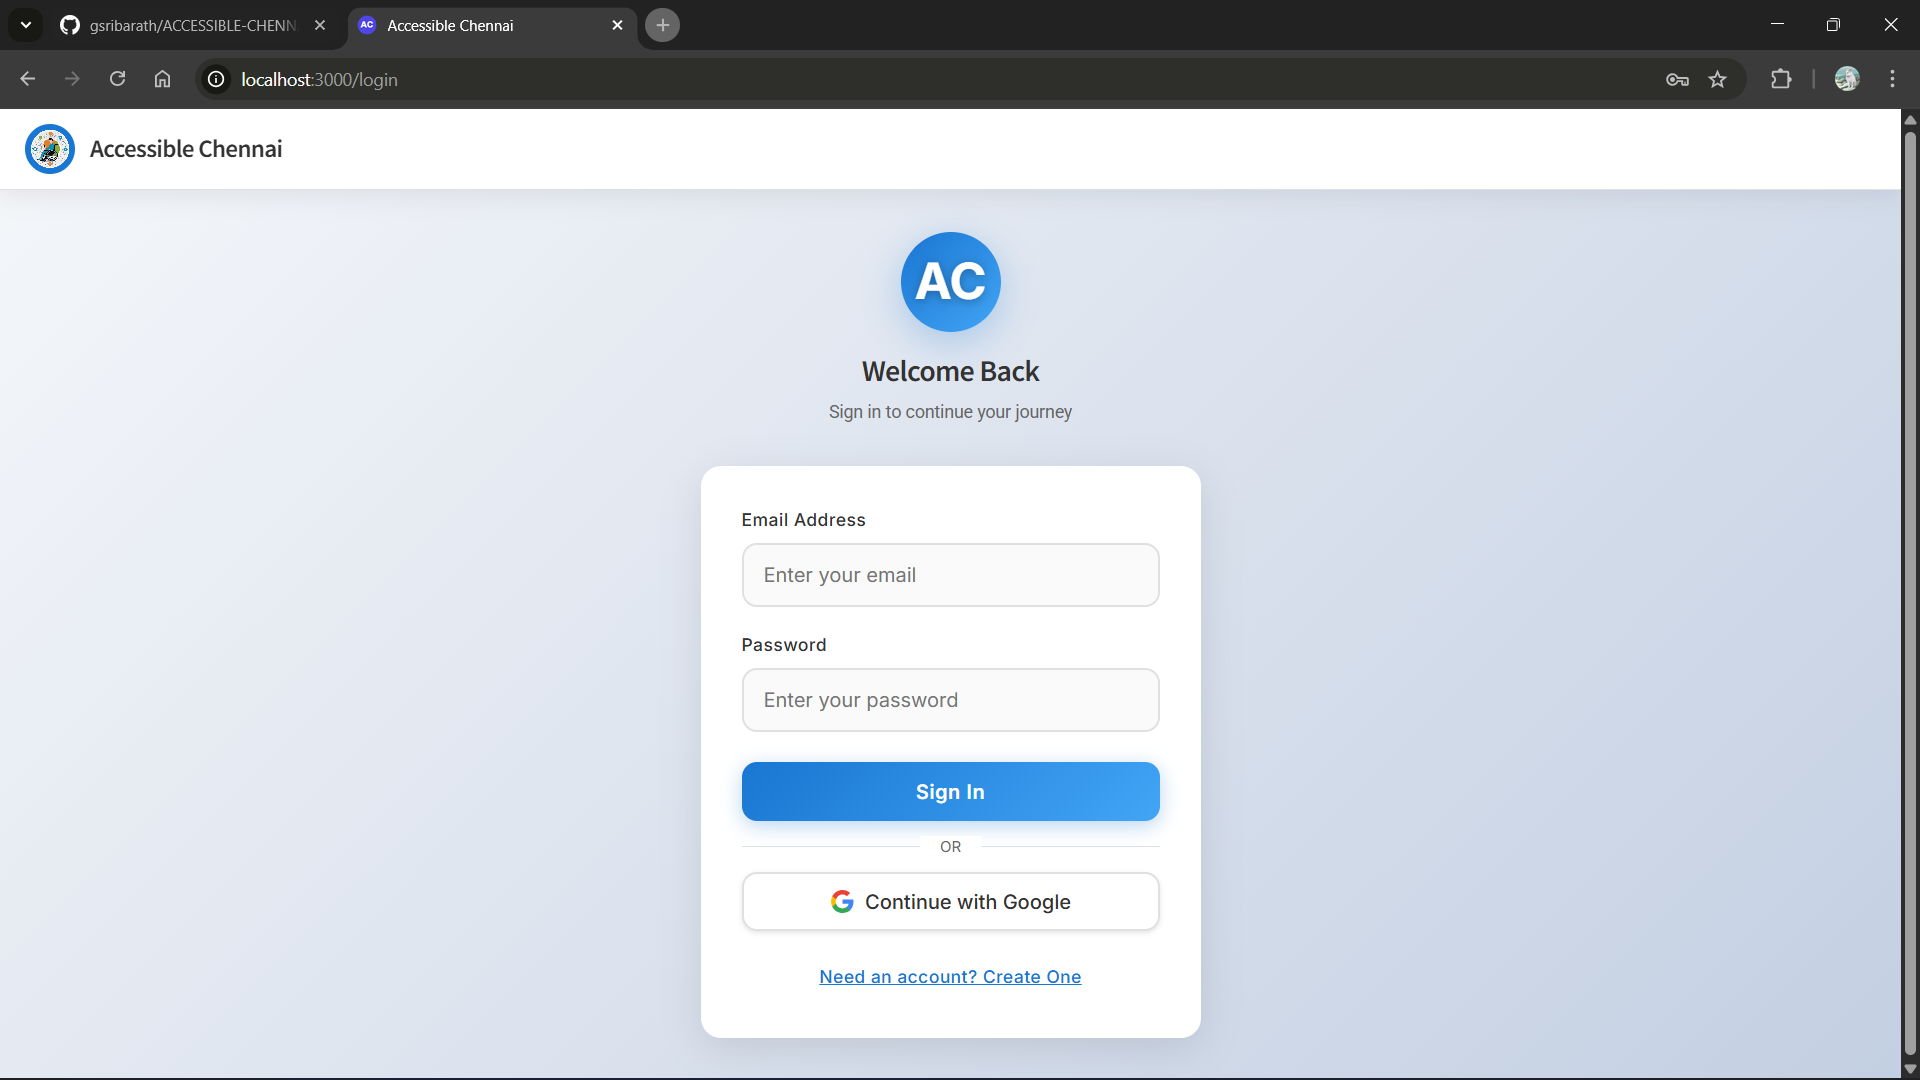 gsribarath/ACCESSIBLE-CHENN
AC Accessible Chennai
localhost:3000/login
Accessible Chennai
AC
Welcome Back
Sign in to continue your journey
Email Address
Enter your email
Password
Enter your password
Sign In
OR
Continue with Google
Need an account? Create One